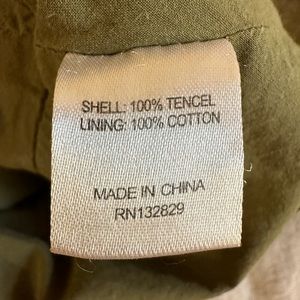 SHELL: 100% TENCEL
LINING: 100% COTTON
MADE IN CHINA
RN132829